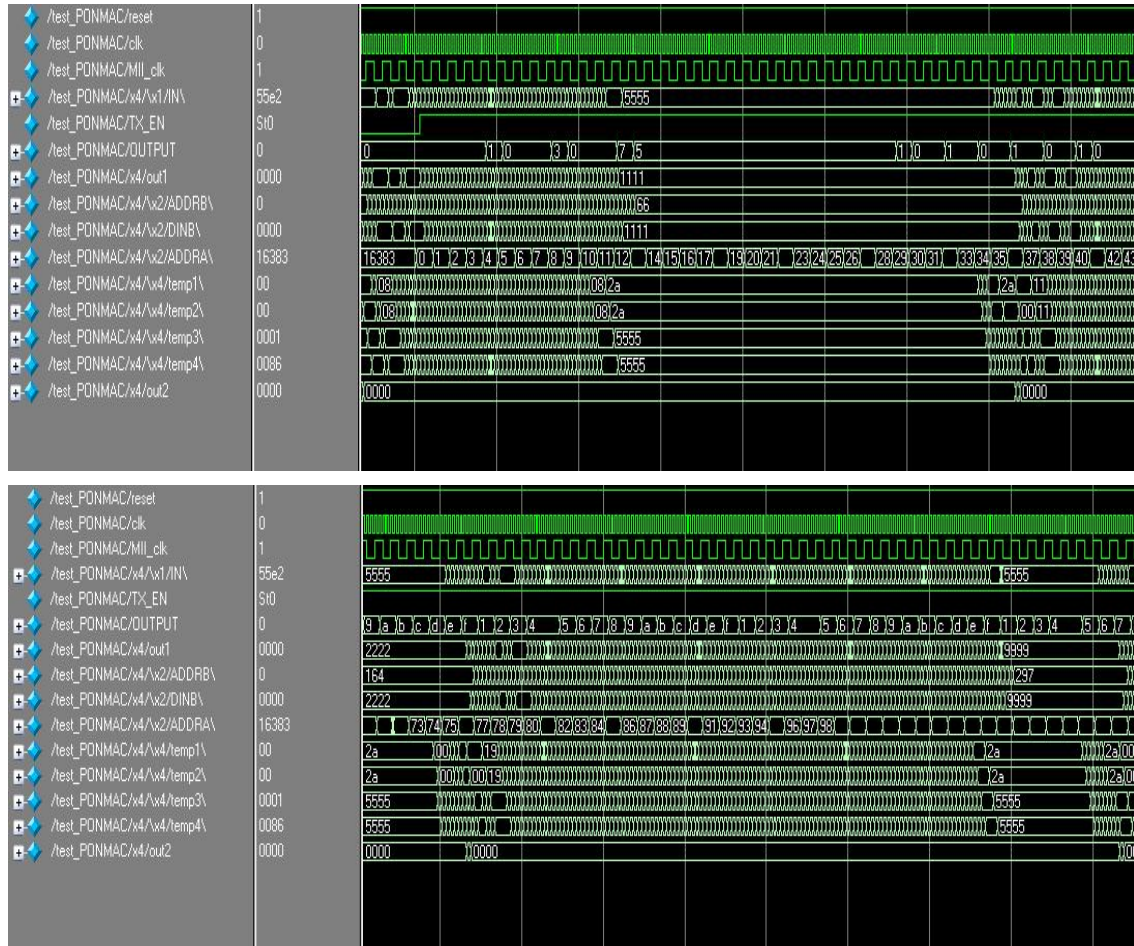 /test_PONMAC/reset 1
/test_PONMAC/clk 0
/test_PONMAC/MII_clk 1
/test_PONMAC/x4/\x1/IN\ 55e2 5555
/test_PONMAC/TX_EN St0
/test_PONMAC/OUTPUT 0 0 1 0 3 0 7 5 1 0 1 0 1 0 1 0
/test_PONMAC/x4/out1 0000 1111
/test_PONMAC/x4/\x2/ADDRB\ 0 66
/test_PONMAC/x4/\x2/DINB\ 0000 1111
/test_PONMAC/x4/\x2/ADDRA\ 16383 16383 0 1 2 3 4 5 6 7 8 9 10 11 12 14 15 16 17 19 20 21 23 24 25 26 28 29 30 31 33 34 35 37 38 39 40 42 43
/test_PONMAC/x4/\x4/temp1\ 00 08 08 2a 2a 11
/test_PONMAC/x4/\x4/temp2\ 00 08 08 2a 00 11
/test_PONMAC/x4/\x4/temp3\ 0001 5555
/test_PONMAC/x4/\x4/temp4\ 0086 5555
/test_PONMAC/x4/out2 0000 0000 0000
/test_PONMAC/reset 1
/test_PONMAC/clk 0
/test_PONMAC/MII_clk 1
/test_PONMAC/x4/\x1/IN\ 55e2 5555 5555
/test_PONMAC/TX_EN St0
/test_PONMAC/OUTPUT 0 9 a b c d e f 1 2 3 4 5 6 7 8 9 a b c d e f 1 2 3 4 5 6 7 8 9 a b c d e f 1 2 3 4 5 6 7
/test_PONMAC/x4/out1 0000 2222 9999
/test_PONMAC/x4/\x2/ADDRB\ 0 164 297
/test_PONMAC/x4/\x2/DINB\ 0000 2222 9999
/test_PONMAC/x4/\x2/ADDRA\ 16383 73 74 75 77 78 79 80 82 83 84 86 87 88 89 91 92 93 94 96 97 98
/test_PONMAC/x4/\x4/temp1\ 00 2a 00 19 2a 2a 00
/test_PONMAC/x4/\x4/temp2\ 00 2a 00 00 19 2a 2a
/test_PONMAC/x4/\x4/temp3\ 0001 5555 5555
/test_PONMAC/x4/\x4/temp4\ 0086 5555 5555
/test_PONMAC/x4/out2 0000 0000 0000